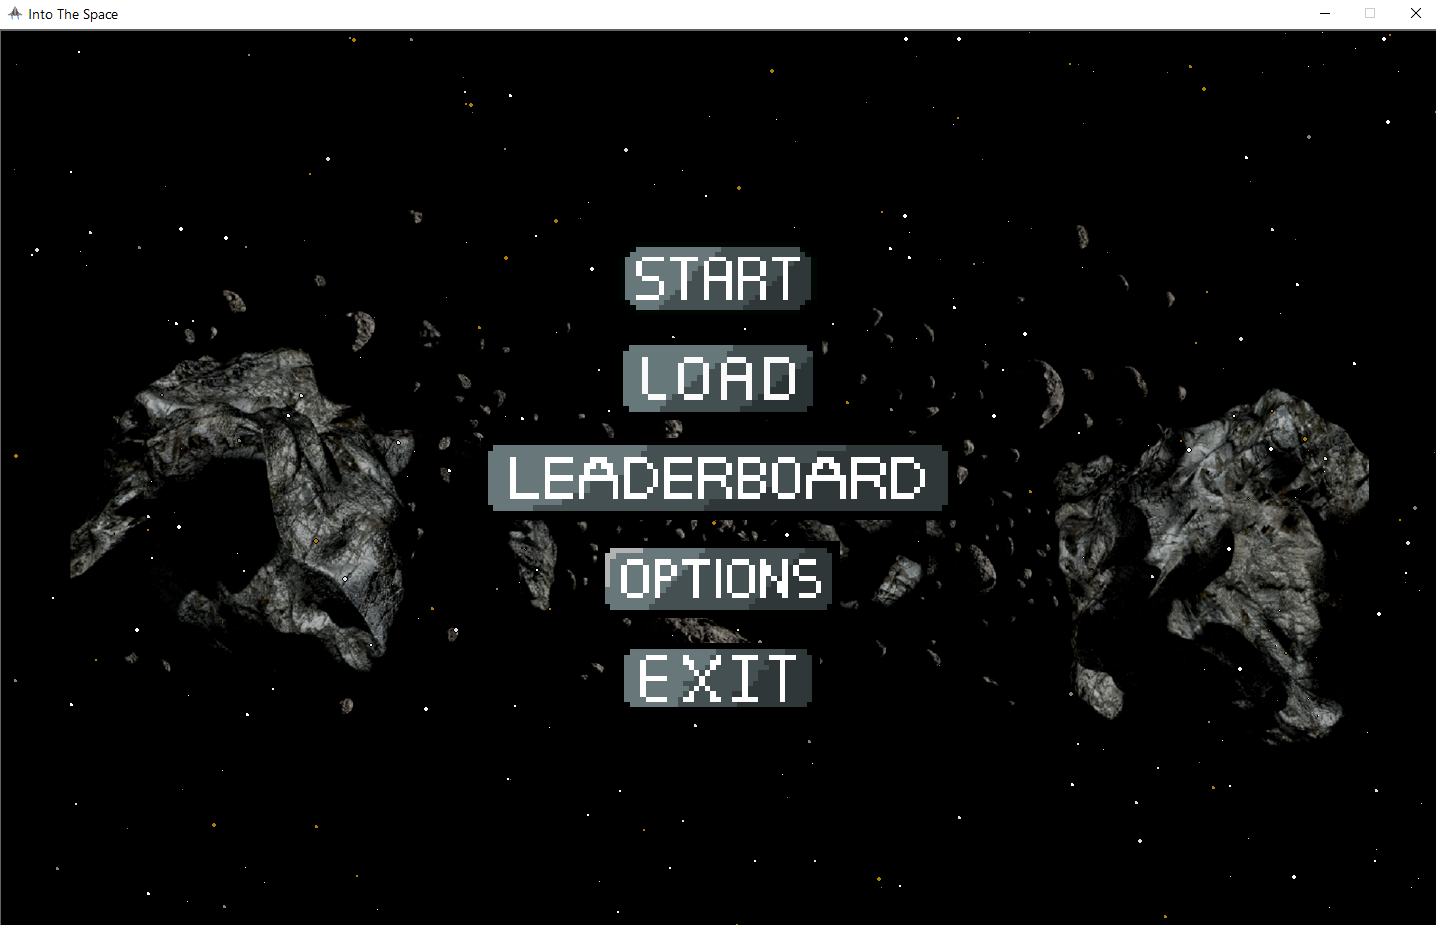 Into The Space
START
LOAD
LEADERBOARD
OPTIONS
EXIT